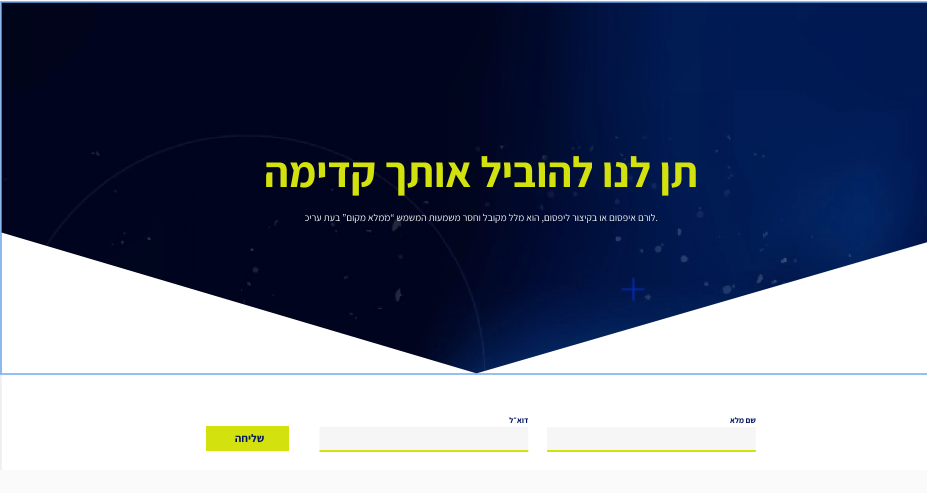 תן לנו להוביל אותך קדימה
לורם איפסום או בקיצור ליפסום, הוא מלל מקובל וחסר משמעות המשמש "ממלא מקום" בעת עריכ.
שם מלא
דוא"ל
שליחה